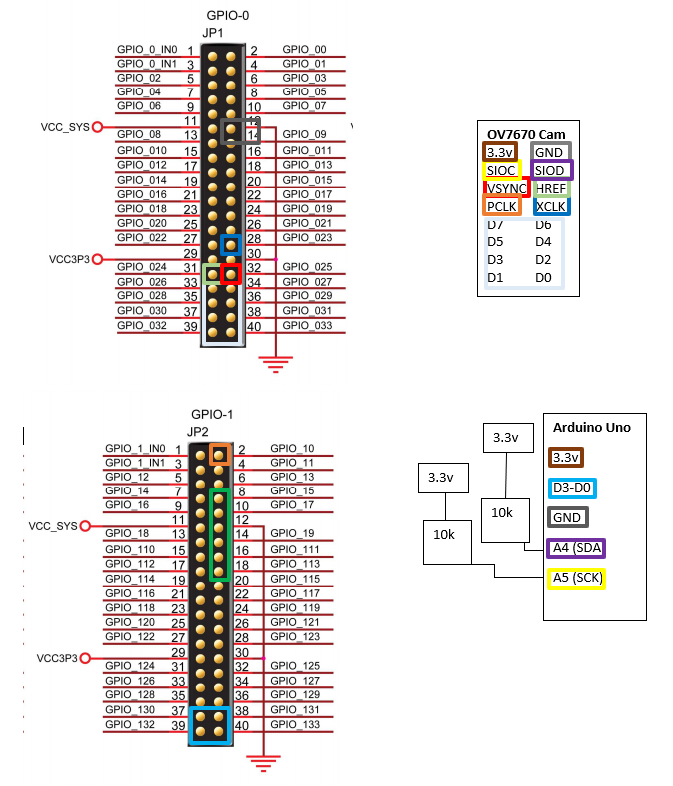 GPIO-0
JP1
GPIO_0_IN0 1 2 GPIO_00
GPIO_0_IN1 3 4 GPIO_01
GPIO_02 5 6 GPIO_03
GPIO_04 7 8 GPIO_05
GPIO_06 9 10 GPIO_07
VCC_SYS 11 12
GPIO_08 13 14 GPIO_09
GPIO_010 15 16 GPIO_011
GPIO_012 17 18 GPIO_013
GPIO_014 19 20 GPIO_015
GPIO_016 21 22 GPIO_017
GPIO_018 23 24 GPIO_019
GPIO_020 25 26 GPIO_021
GPIO_022 27 28 GPIO_023
VCC3P3 29 30
GPIO_024 31 32 GPIO_025
GPIO_026 33 34 GPIO_027
GPIO_028 35 36 GPIO_029
GPIO_030 37 38 GPIO_031
GPIO_032 39 40 GPIO_033
OV7670 Cam
3.3v GND
SIOC SIOD
VSYNC HREF
PCLK XCLK
D7 D6
D5 D4
D3 D2
D1 D0
GPIO-1
JP2
GPIO_1_IN0 1 2 GPIO_10
GPIO_1_IN1 3 4 GPIO_11
GPIO_12 5 6 GPIO_13
GPIO_14 7 8 GPIO_15
GPIO_16 9 10 GPIO_17
VCC_SYS 11 12
GPIO_18 13 14 GPIO_19
GPIO_110 15 16 GPIO_111
GPIO_112 17 18 GPIO_113
GPIO_114 19 20 GPIO_115
GPIO_116 21 22 GPIO_117
GPIO_118 23 24 GPIO_119
GPIO_120 25 26 GPIO_121
GPIO_122 27 28 GPIO_123
VCC3P3 29 30
GPIO_124 31 32 GPIO_125
GPIO_126 33 34 GPIO_127
GPIO_128 35 36 GPIO_129
GPIO_130 37 38 GPIO_131
GPIO_132 39 40 GPIO_133
3.3v
3.3v
10k
10k
Arduino Uno
3.3v
D3-D0
GND
A4 (SDA
A5 (SCK)